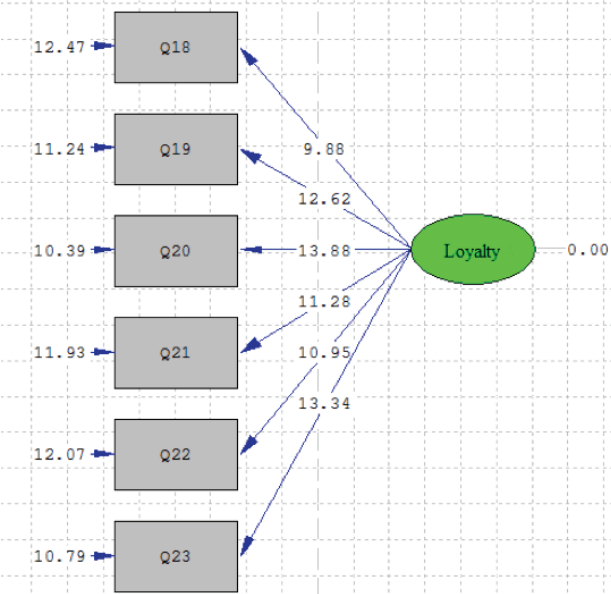 12.47 Q18
11.24 Q19 9.88
12.62
10.39 Q20 13.88 Loyalty 0.00
11.28
11.93 Q21 10.95
13.34
12.07 Q22
10.79 Q23